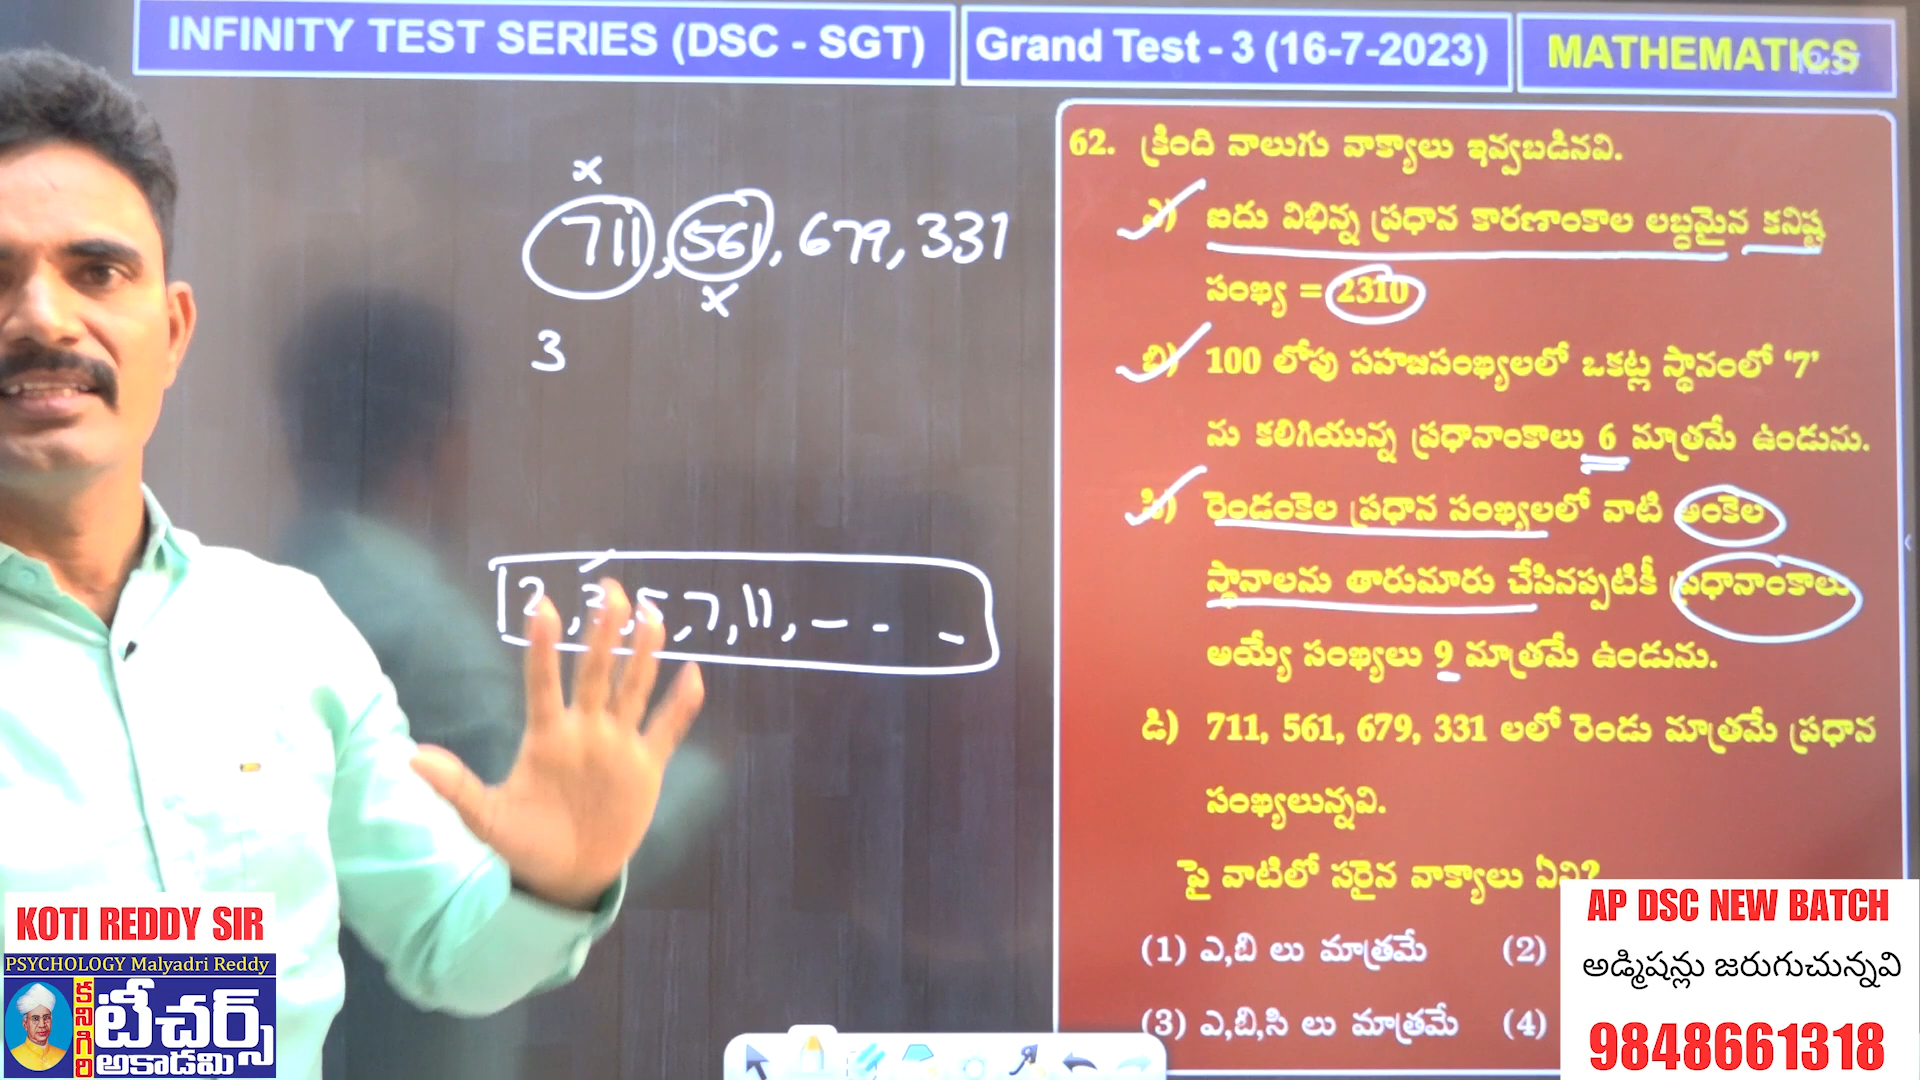 INFINITY TEST SERIES (DSC - SGT)
Grand Test - 3 (16-7-2023)
MATHEMATICS
x
711, 561, 679, 331
x
3
2, 3, 5, 7, 11, - - -
62. క్రింది నాలుగు వాక్యాలు ఇవ్వబడినవి.
ఎ) ఐదు విభిన్న ప్రధాన కారణాంకాల లబ్ధమైన కనిష్ట
సంఖ్య = 2310
బి) 100 లోపు సహజసంఖ్యలలో ఒకట్ల స్థానంలో '7'
ను కలిగియున్న ప్రధానాంకాలు 6 మాత్రమే ఉండును.
సి) రెండంకెల ప్రధాన సంఖ్యలలో వాటి అంకెల
స్థానాలను తారుమారు చేసినప్పటికీ ప్రధానాంకాలు
అయ్యే సంఖ్యలు 9 మాత్రమే ఉండును.
డి) 711, 561, 679, 331 లలో రెండు మాత్రమే ప్రధాన
సంఖ్యలున్నవి.
పై వాటిలో సరైన వాక్యాలు ఏవి?
(1) ఎ,బి లు మాత్రమే (2)
(3) ఎ,బి,సి లు మాత్రమే (4)
KOTI REDDY SIR
PSYCHOLOGY Malyadri Reddy
కనిగిరి
టీచర్స్
అకాడమి
AP DSC NEW BATCH
అడ్మిషన్లు జరుగుచున్నవి
9848661318